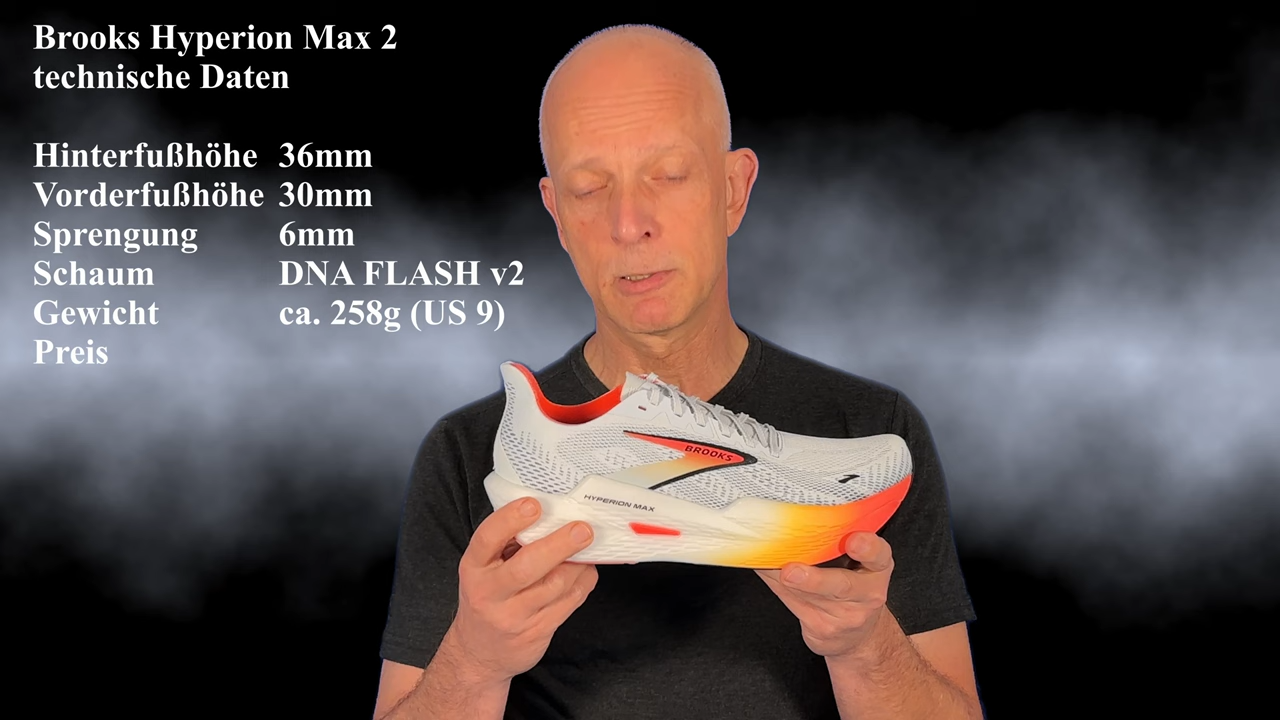 Brooks Hyperion Max 2
technische Daten
Hinterfußhöhe 36mm
Vorderfußhöhe 30mm
Sprengung 6mm
Schaum DNA FLASH v2
Gewicht ca. 258g (US 9)
Preis
BROOKS
HYPERION MAX